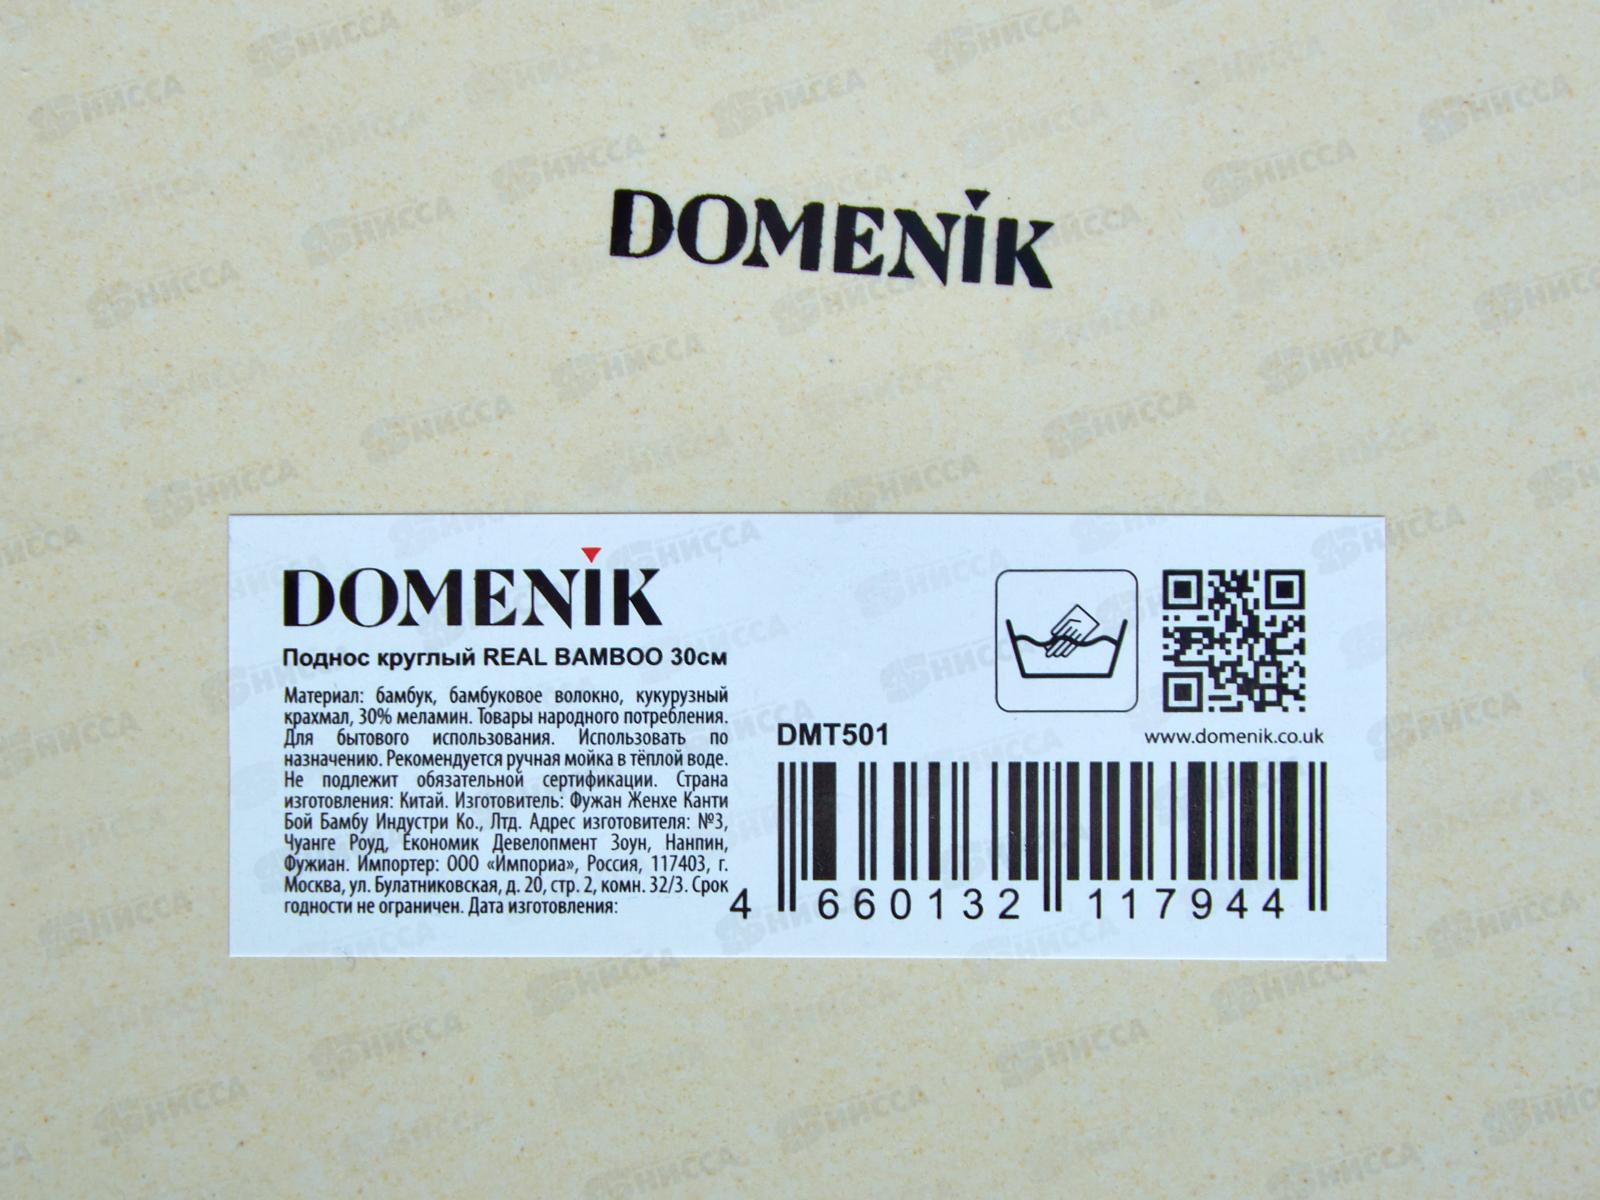 DOMENiK
DOMENiK
Поднос круглый REAL BAMBOO 30см
Материал: бамбук, бамбуковое волокно, кукурузный
крахмал, 30% меламин. Товары народного потребления.
Для бытового использования. Использовать по
назначению. Рекомендуется ручная мойка в тёплой воде.
Не подлежит обязательной сертификации. Страна
изготовления: Китай. Изготовитель: Фужан Женхе Канти
Бой Бамбу Индустри Ко., Лтд. Адрес изготовителя: №3,
Чуанге Роуд, Економик Девелопмент Зоун, Нанпин,
Фужиан. Импортер: ООО «Импориа», Россия, 117403, г.
Москва, ул. Булатниковская, д. 20, стр. 2, комн. 32/3. Срок
годности не ограничен. Дата изготовления:
DMT501
www.domenik.co.uk
4 660132 117944
НИССА